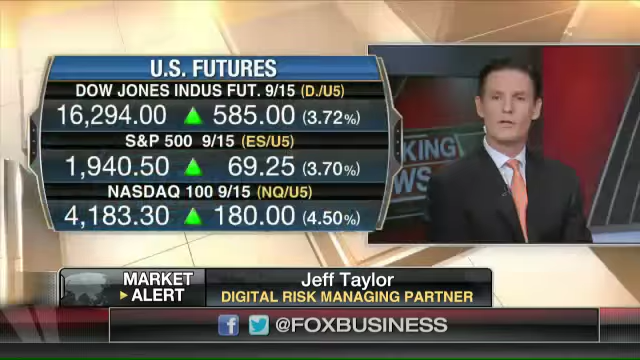 U.S. FUTURES
DOW JONES INDUS FUT. 9/15 (D./U5)
16,294.00 ▲ 585.00 (3.72%)
S&P 500 9/15 (ES/U5)
1,940.50 ▲ 69.25 (3.70%)
NASDAQ 100 9/15 (NQ/U5)
4,183.30 ▲ 180.00 (4.50%)
KING
WS
MARKET
ALERT
Jeff Taylor
DIGITAL RISK MANAGING PARTNER
@FOXBUSINESS